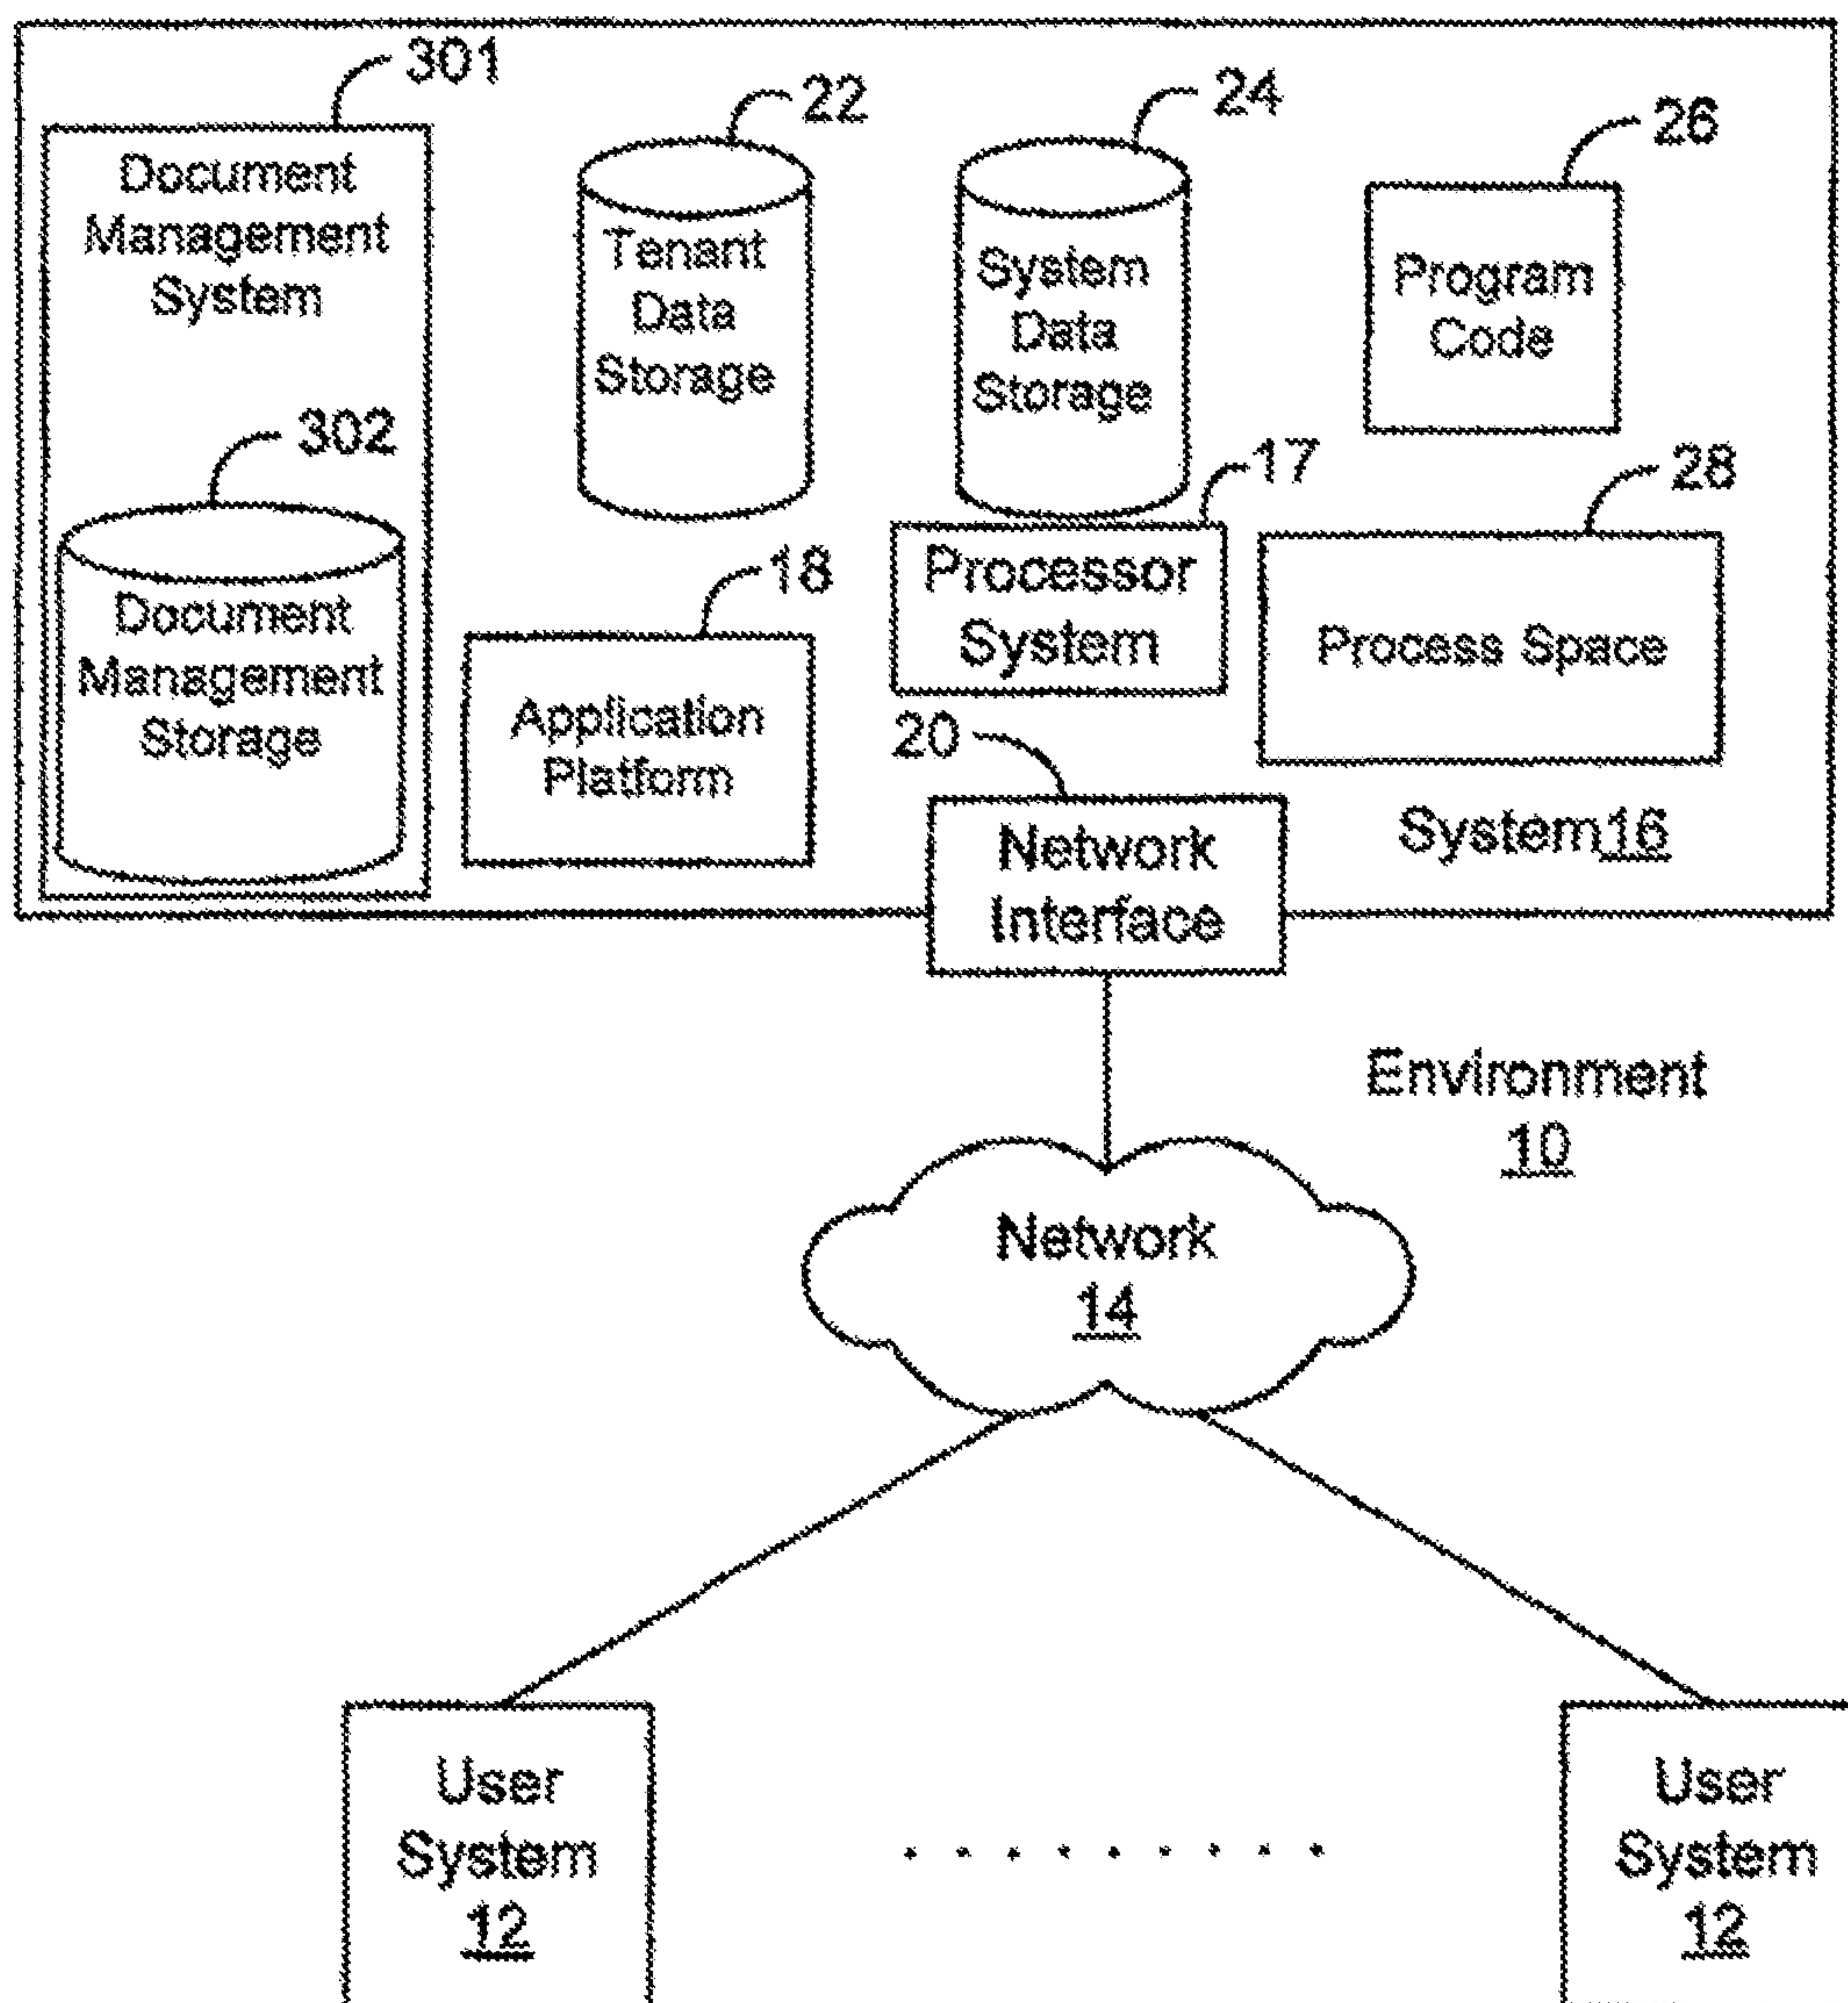 301
Document
Management
System
302
Document
Management
Storage
22
Tenant
Data
Storage
24
System
Data
Storage
26
Program
Code
17
Processor
System
28
Process Space
18
Application
Platform
20
Network
Interface
System 16
Environment
10
Network
14
User
System
12
.........
User
System
12